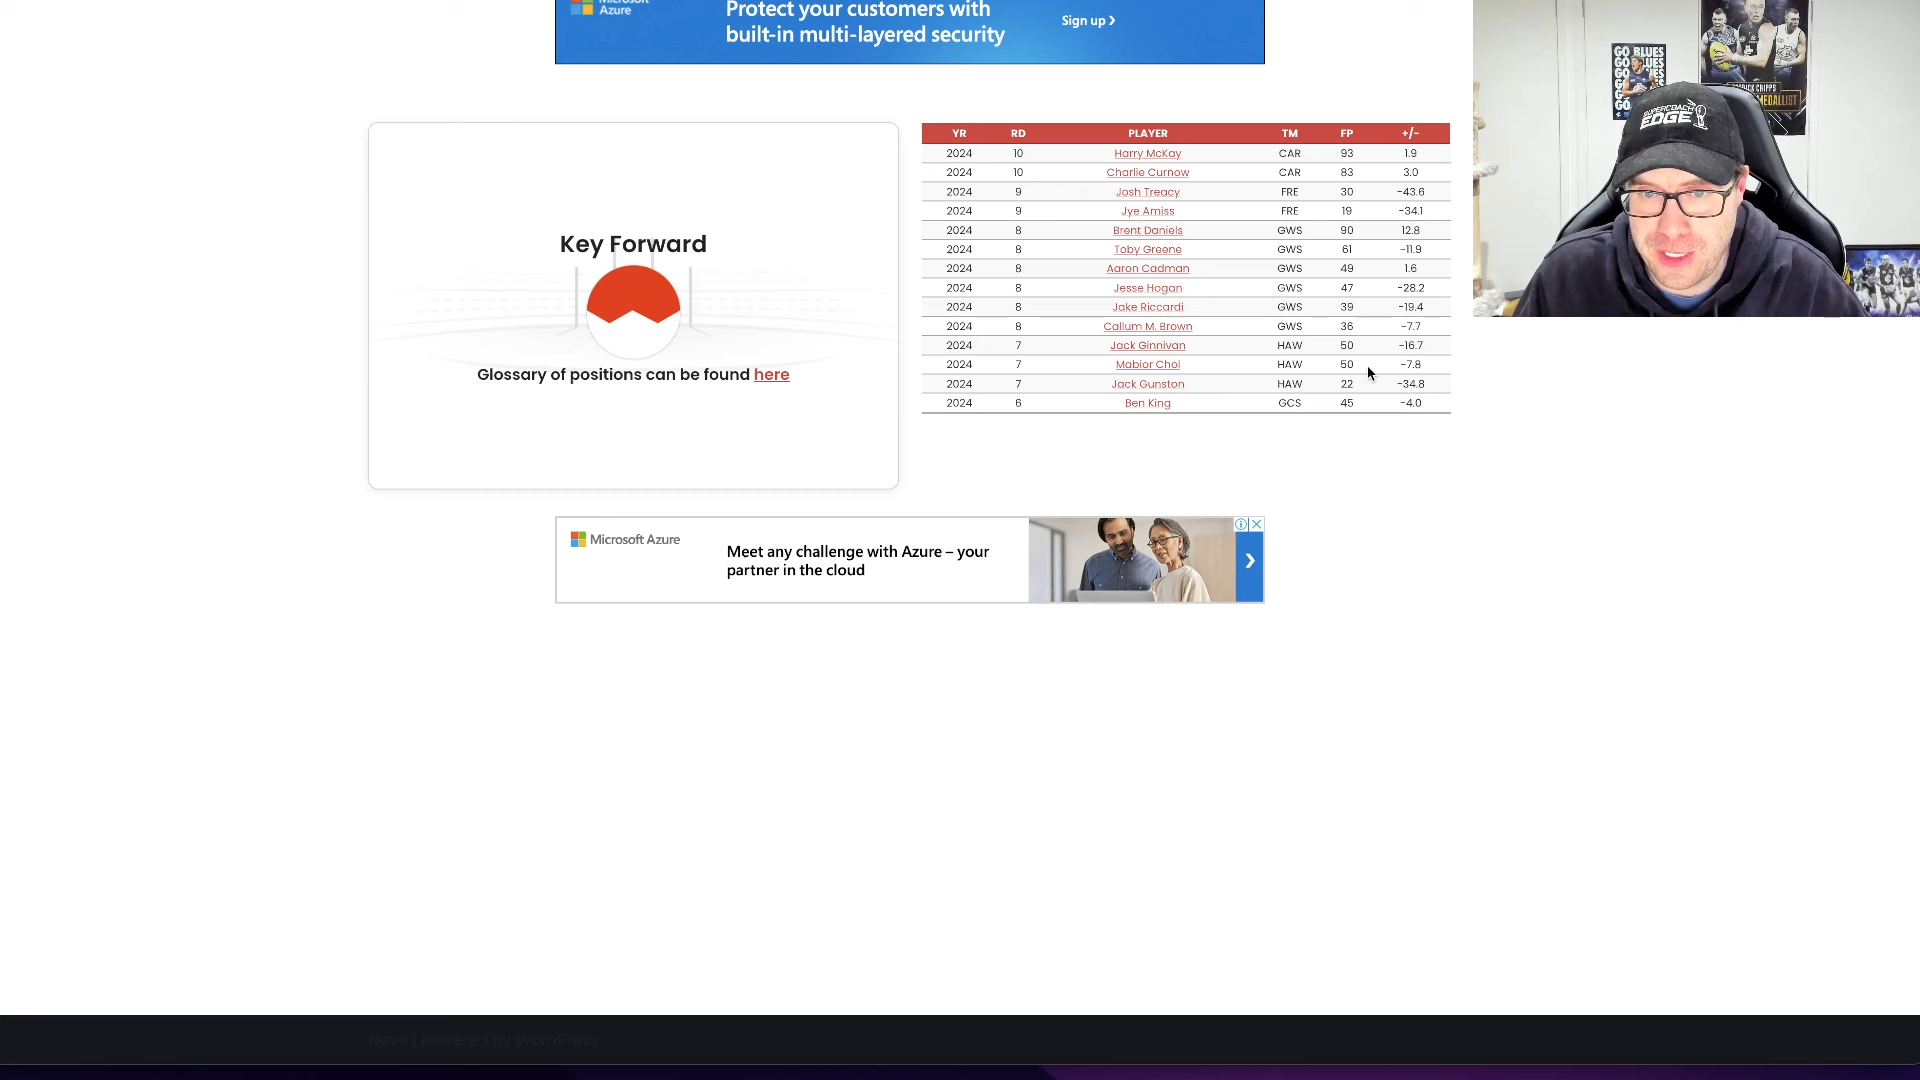 Microsoft
Azure
Protect your customers with
built-in multi-layered security
Sign up ❯
Key Forward
Glossary of positions can be found here
YR RD PLAYER TM FP +/-
2024 10 Harry McKay CAR 93 1.9
2024 10 Charlie Curnow CAR 83 3.0
2024 9 Josh Treacy FRE 30 -43.6
2024 9 Jye Amiss FRE 19 -34.1
2024 8 Brent Daniels GWS 90 12.8
2024 8 Toby Greene GWS 61 -11.9
2024 8 Aaron Cadman GWS 49 1.6
2024 8 Jesse Hogan GWS 47 -28.2
2024 8 Jake Riccardi GWS 39 -19.4
2024 8 Callum M. Brown GWS 36 -7.7
2024 7 Jack Ginnivan HAW 50 -16.7
2024 7 Mabior Chol HAW 50 -7.8
2024 7 Jack Gunston HAW 22 -34.8
2024 6 Ben King GCS 45 -4.0
GO BLUES
SUPERCOACH
EDGE
MEDALLIST
Microsoft Azure
Meet any challenge with Azure – your
partner in the cloud
Neve | Powered by WordPress